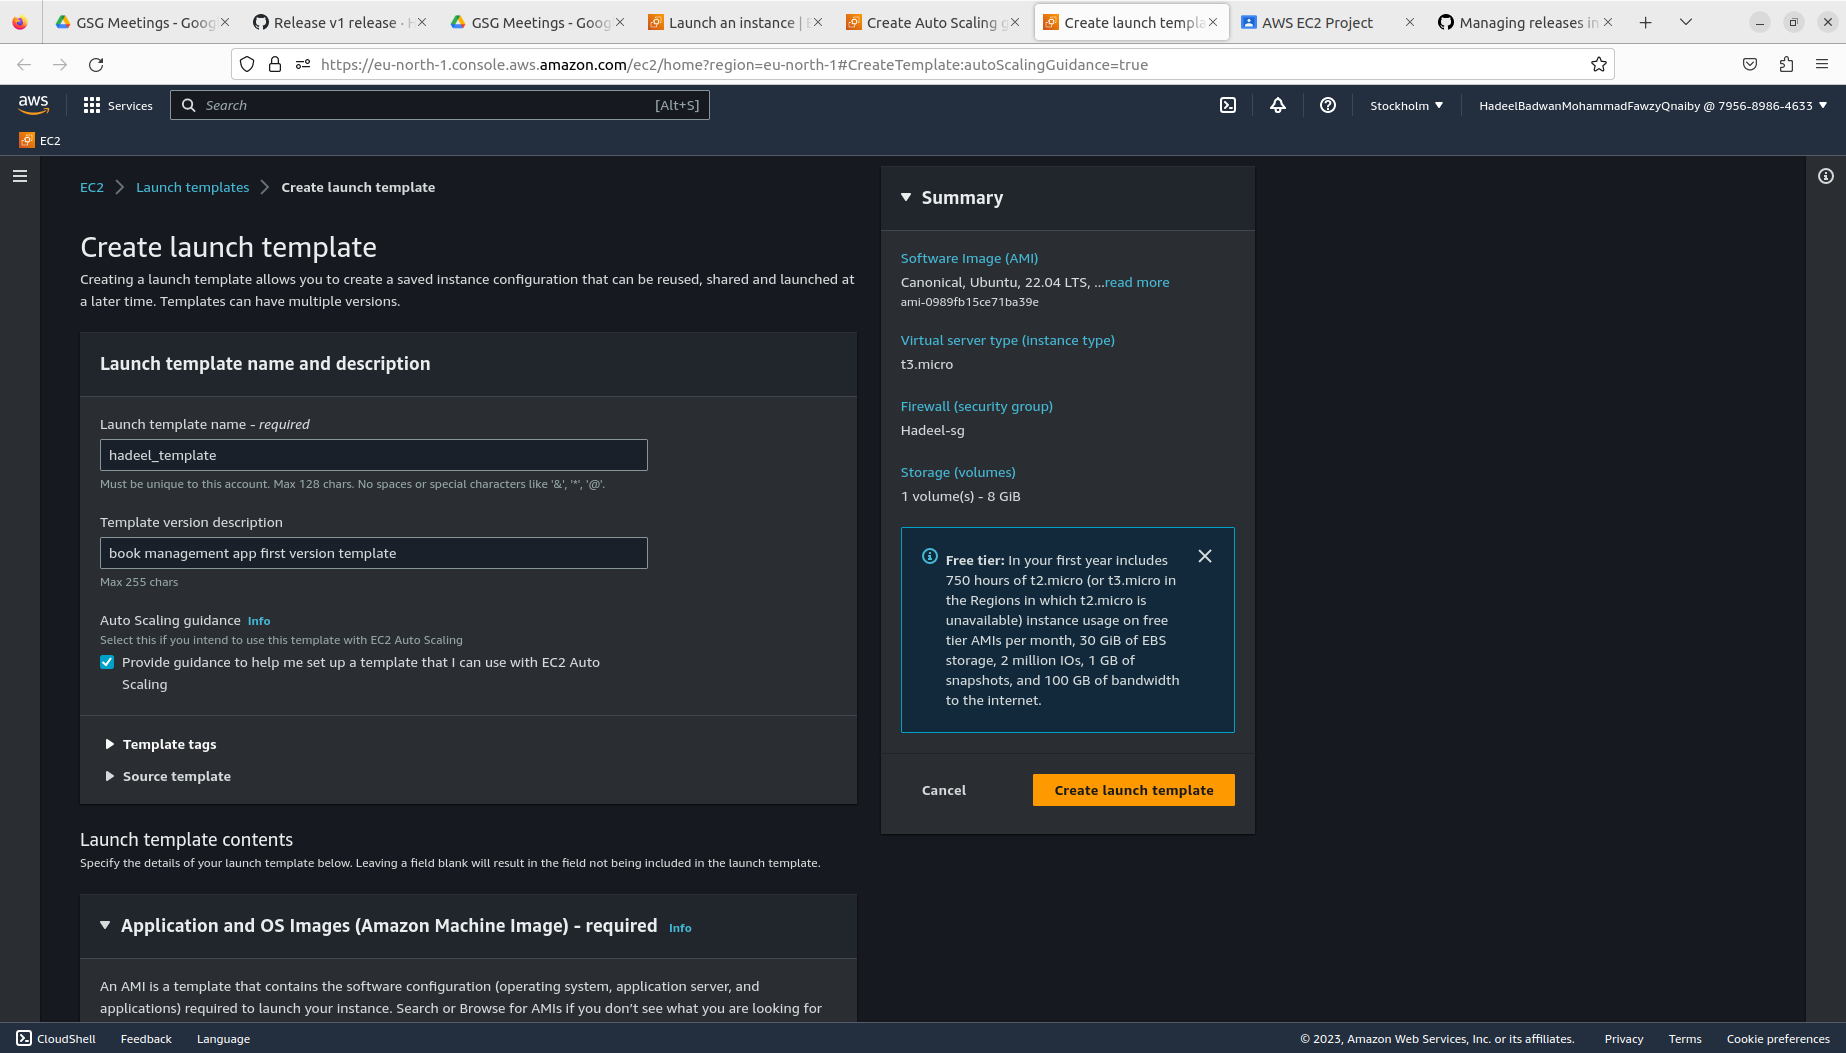 GSG Meetings - Goog
Release v1 release · H
GSG Meetings - Goog
Launch an instance | E
Create Auto Scaling g
Create launch templa
AWS EC2 Project
Managing releases in
https://eu-north-1.console.aws.amazon.com/ec2/home?region=eu-north-1#CreateTemplate:autoScalingGuidance=true
aws
Services
Search
[Alt+S]
Stockholm
HadeelBadwanMohammadFawzyQnaiby @ 7956-8986-4633
EC2
EC2
Launch templates
Create launch template
Create launch template
Creating a launch template allows you to create a saved instance configuration that can be reused, shared and launched at
a later time. Templates can have multiple versions.
Launch template name and description
Launch template name - required
hadeel_template
Must be unique to this account. Max 128 chars. No spaces or special characters like '&', '*', '@'.
Template version description
book management app first version template
Max 255 chars
Auto Scaling guidance Info
Select this if you intend to use this template with EC2 Auto Scaling
Provide guidance to help me set up a template that I can use with EC2 Auto
Scaling
Template tags
Source template
Launch template contents
Specify the details of your launch template below. Leaving a field blank will result in the field not being included in the launch template.
Application and OS Images (Amazon Machine Image) - required Info
An AMI is a template that contains the software configuration (operating system, application server, and
applications) required to launch your instance. Search or Browse for AMIs if you don't see what you are looking for
Summary
Software Image (AMI)
Canonical, Ubuntu, 22.04 LTS, ...read more
ami-0989fb15ce71ba39e
Virtual server type (instance type)
t3.micro
Firewall (security group)
Hadeel-sg
Storage (volumes)
1 volume(s) - 8 GiB
Free tier: In your first year includes
750 hours of t2.micro (or t3.micro in
the Regions in which t2.micro is
unavailable) instance usage on free
tier AMIs per month, 30 GiB of EBS
storage, 2 million IOs, 1 GB of
snapshots, and 100 GB of bandwidth
to the internet.
Cancel
Create launch template
CloudShell
Feedback
Language
© 2023, Amazon Web Services, Inc. or its affiliates.
Privacy
Terms
Cookie preferences